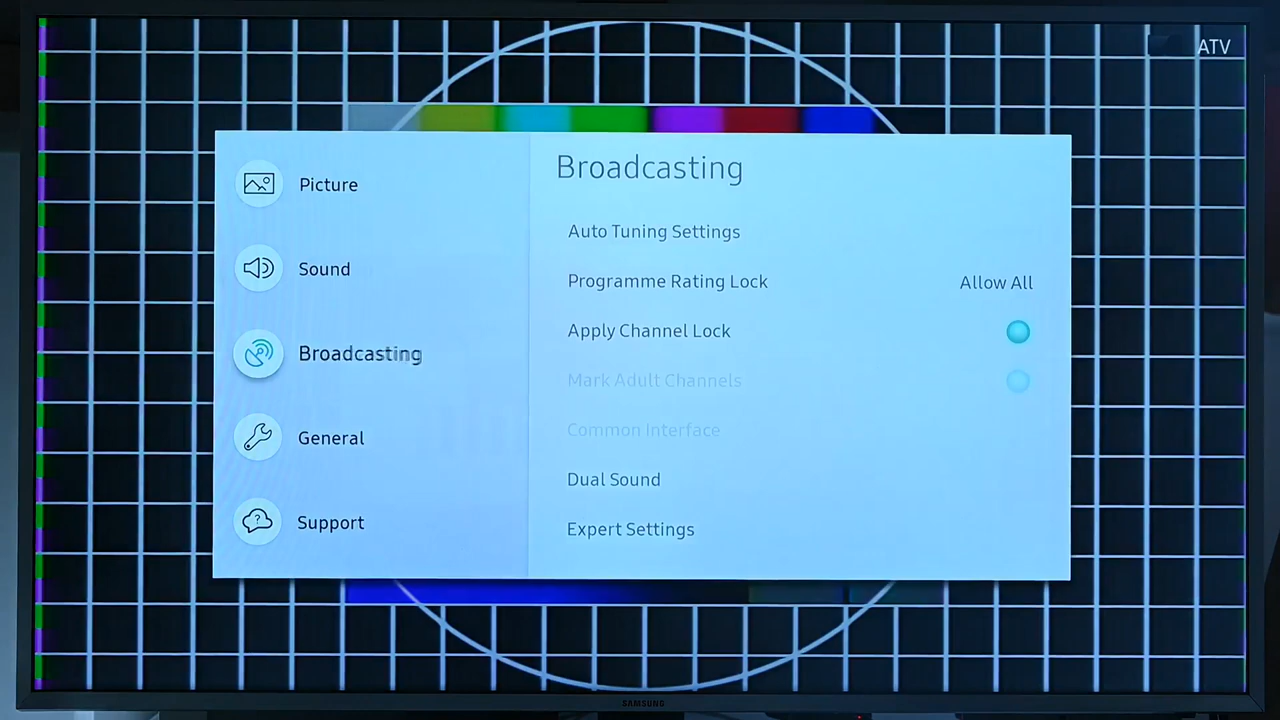 ATV
Picture
Sound
Broadcasting
General
Support
Broadcasting
Auto Tuning Settings
Programme Rating Lock Allow All
Apply Channel Lock
Mark Adult Channels
Common Interface
Dual Sound
Expert Settings
SAMSUNG